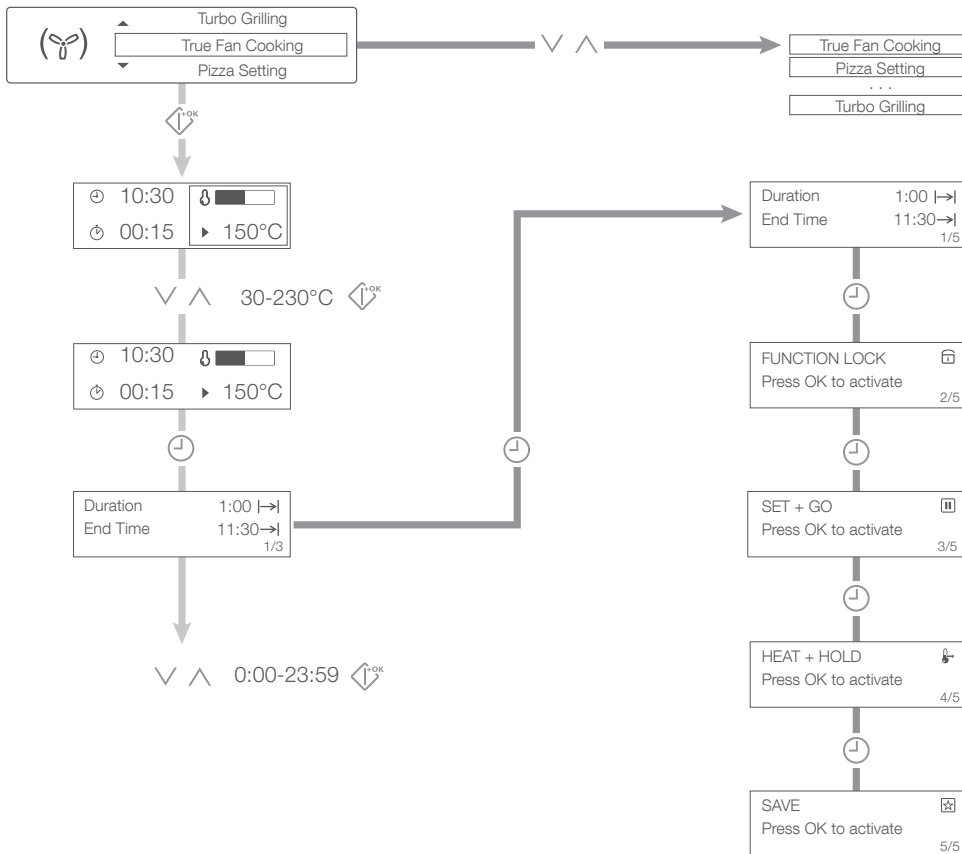 Turbo Grilling
True Fan Cooking
Pizza Setting
True Fan Cooking
Pizza Setting
. . .
Turbo Grilling
+OK
10:30
00:15 150°C
30-230°C +OK
10:30
00:15 150°C
Duration 1:00
End Time 11:30
1/3
0:00-23:59 +OK
Duration 1:00
End Time 11:30
1/5
FUNCTION LOCK
Press OK to activate
2/5
SET + GO
Press OK to activate
3/5
HEAT + HOLD
Press OK to activate
4/5
SAVE
Press OK to activate
5/5